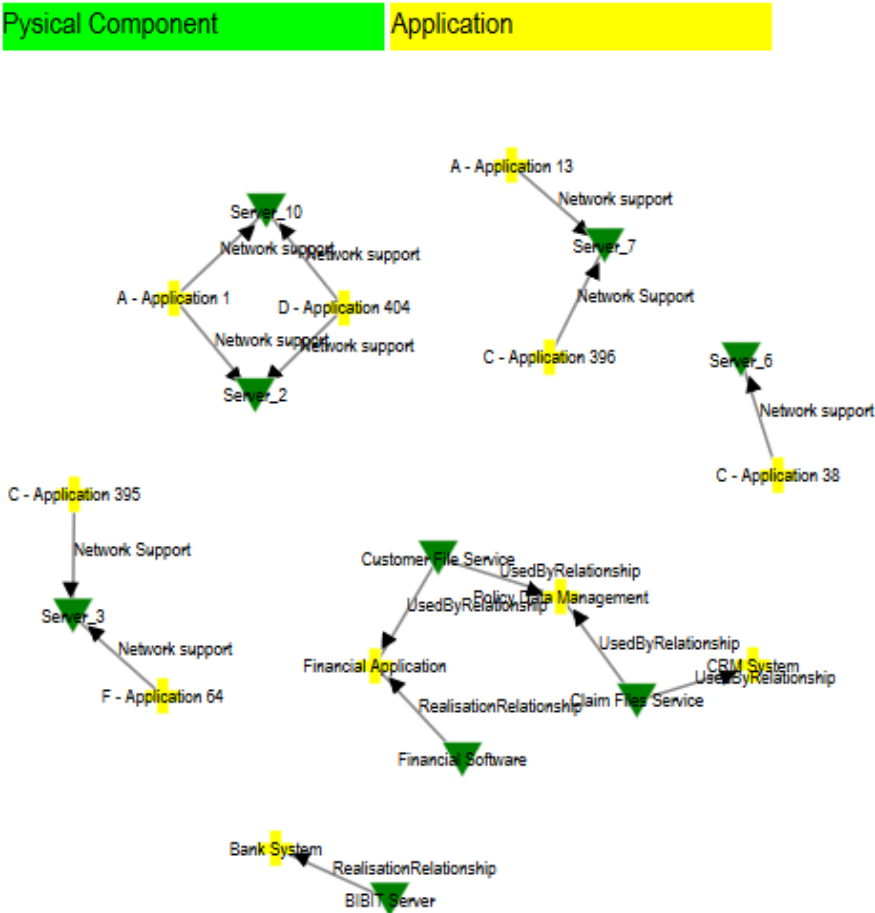 Pysical Component
Application
A - Application 13
Network support
Server_10
Server_7
Network support
Network support
A - Application 1
D - Application 404
Network Support
Network support
Network support
C - Application 396
Server_6
Server_2
Network support
C - Application 38
C - Application 395
Network Support
Customer File Service
UsedByRelationship
Policy Data Management
UsedByRelationship
Server_3
Network support
UsedByRelationship
Financial Application
CRM System
UsedByRelationship
F - Application 64
RealisationRelationship
Claim Files Service
Financial Software
Bank System
RealisationRelationship
BIBIT Server